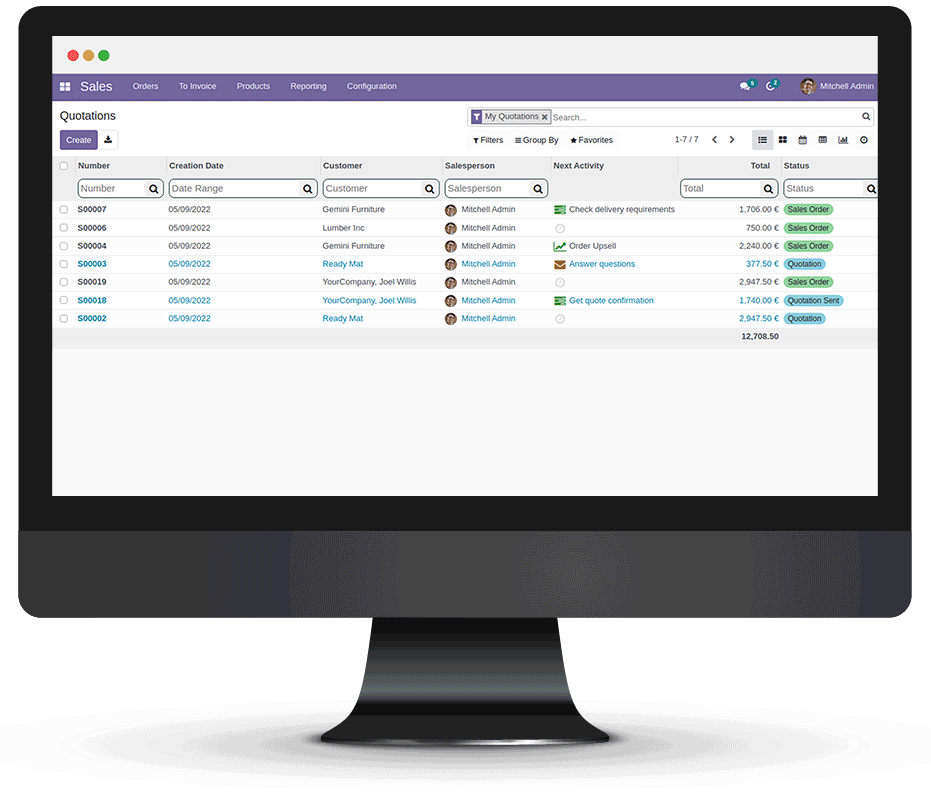 Sales Orders To Invoice Products Reporting Configuration 5 2 Mitchell Admin
Quotations My Quotations Search...
Create Filters Group By Favorites 1-7 / 7
Number Creation Date Customer Salesperson Next Activity Total Status
Number Date Range Customer Salesperson Total Status
S00007 05/09/2022 Gemini Furniture Mitchell Admin Check delivery requirements 1,706.00 € Sales Order
S00006 05/09/2022 Lumber Inc Mitchell Admin 750.00 € Sales Order
S00004 05/09/2022 Gemini Furniture Mitchell Admin Order Upsell 2,240.00 € Sales Order
S00003 05/09/2022 Ready Mat Mitchell Admin Answer questions 377.50 € Quotation
S00019 05/09/2022 YourCompany, Joel Willis Mitchell Admin 2,947.50 € Sales Order
S00018 05/09/2022 YourCompany, Joel Willis Mitchell Admin Get quote confirmation 1,740.00 € Quotation Sent
S00002 05/09/2022 Ready Mat Mitchell Admin 2,947.50 € Quotation
12,708.50